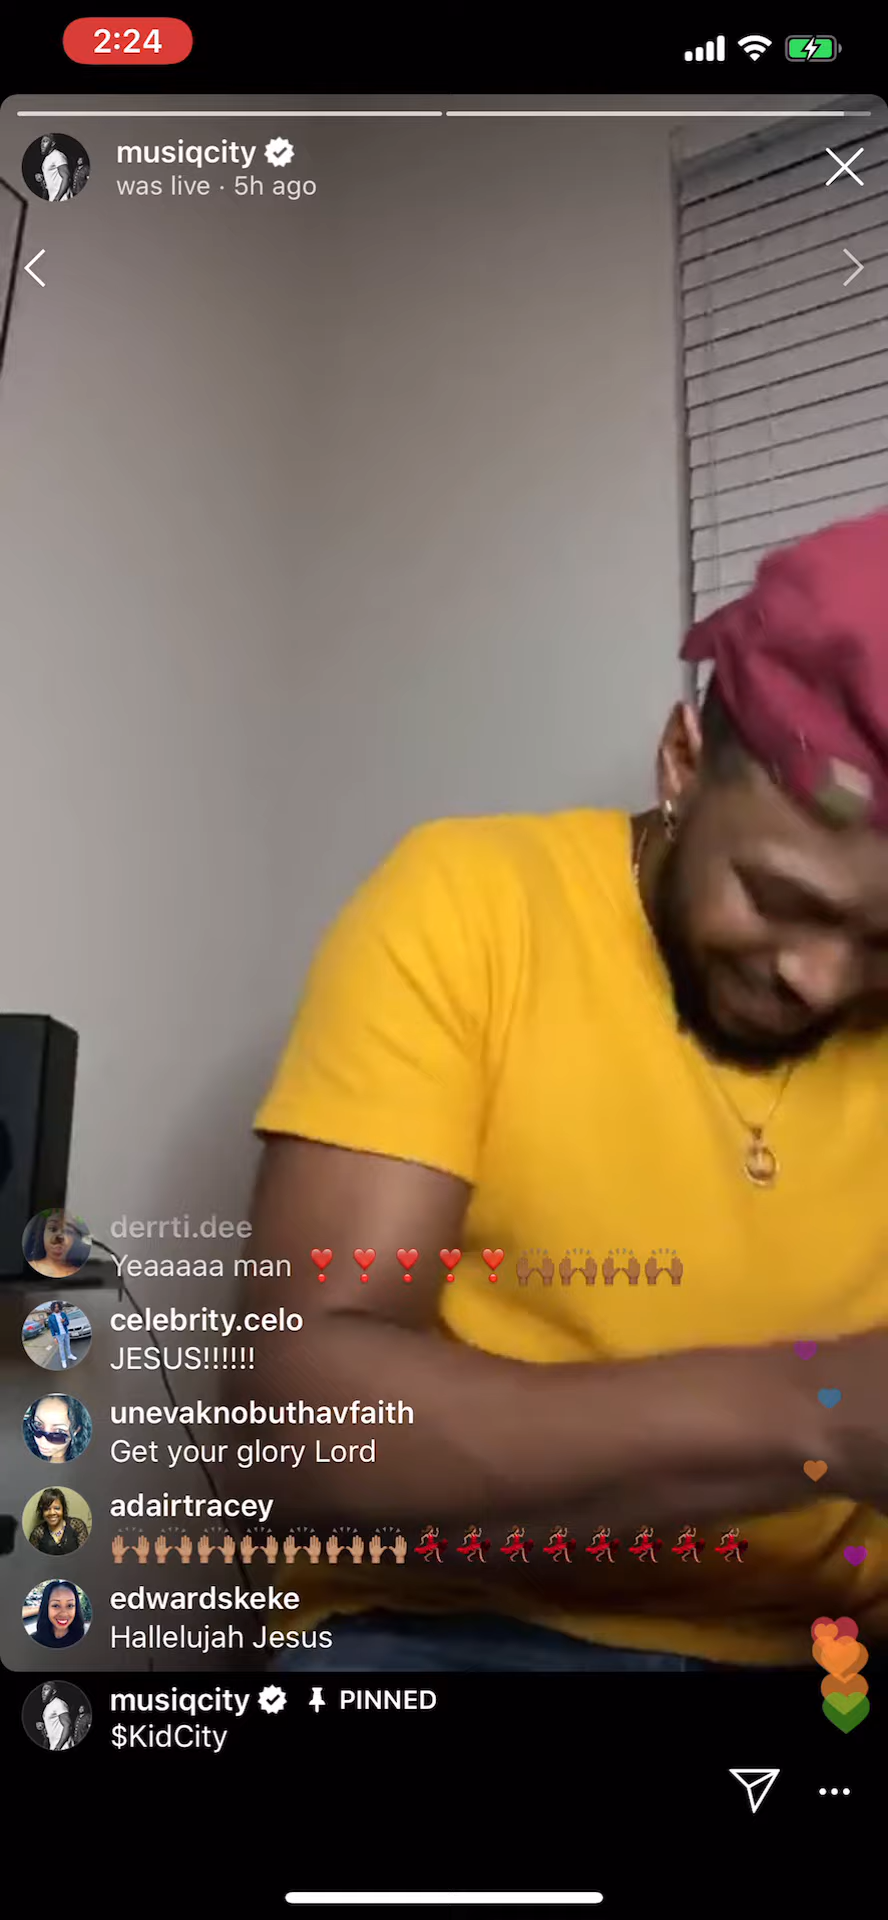 2:24
musiqcity
was live · 5h ago
derrti.dee
Yeaaaaa man ❣️❣️❣️❣️❣️🙌🏾🙌🏾🙌🏾🙌🏾
celebrity.celo
JESUS!!!!!!
unevaknobuthavfaith
Get your glory Lord
adairtracey
🙌🏽🙌🏽🙌🏽🙌🏽🙌🏽🙌🏽🙌🏽💃🏽💃🏽💃🏽💃🏽💃🏽💃🏽💃🏽💃🏽
edwardskeke
Hallelujah Jesus
musiqcity PINNED
$KidCity